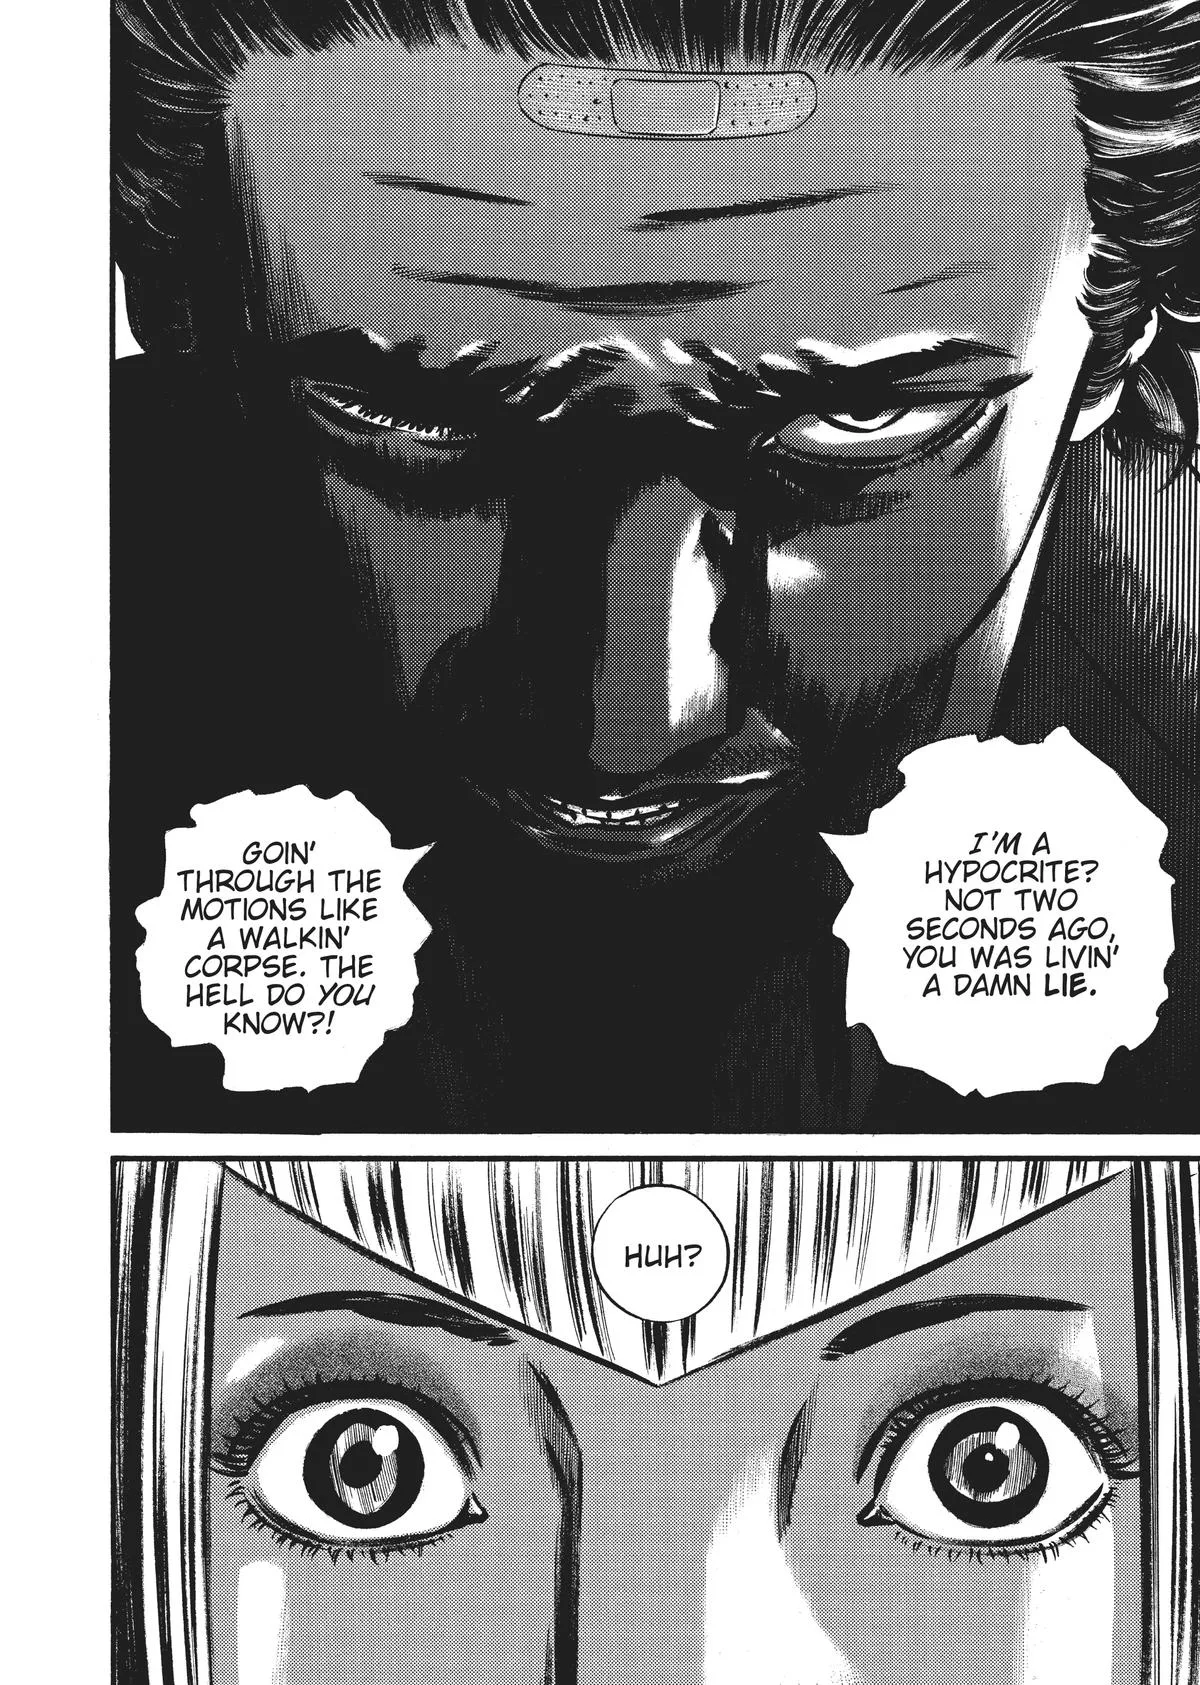 I'M A
HYPOCRITE?
NOT TWO
SECONDS AGO,
YOU WAS LIVIN'
A DAMN LIE.
GOIN'
THROUGH THE
MOTIONS LIKE
A WALKIN'
CORPSE. THE
HELL DO YOU
KNOW?!
HUH?